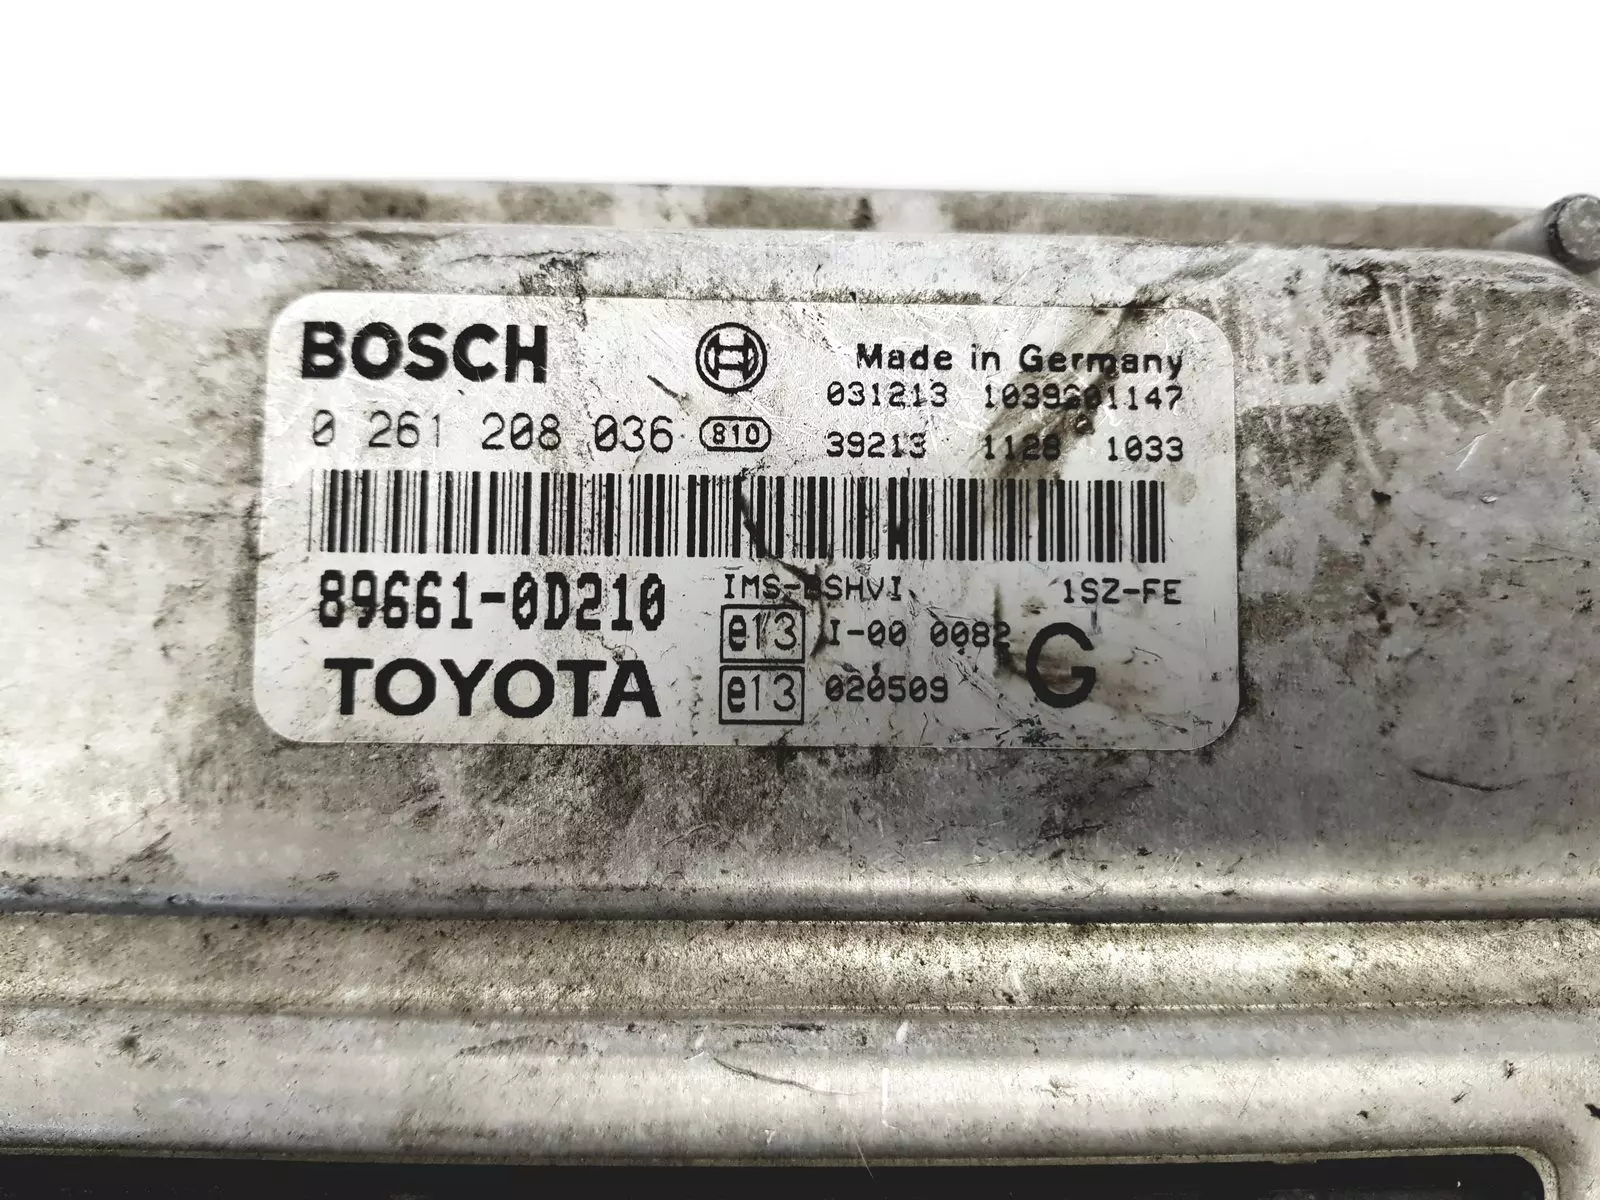 BOSCH Made in Germany
031213
0 261 208 036 810 39213 1033
89661-0D210 1SZ-FE
e13 I-00 0082 G
TOYOTA e13 020509